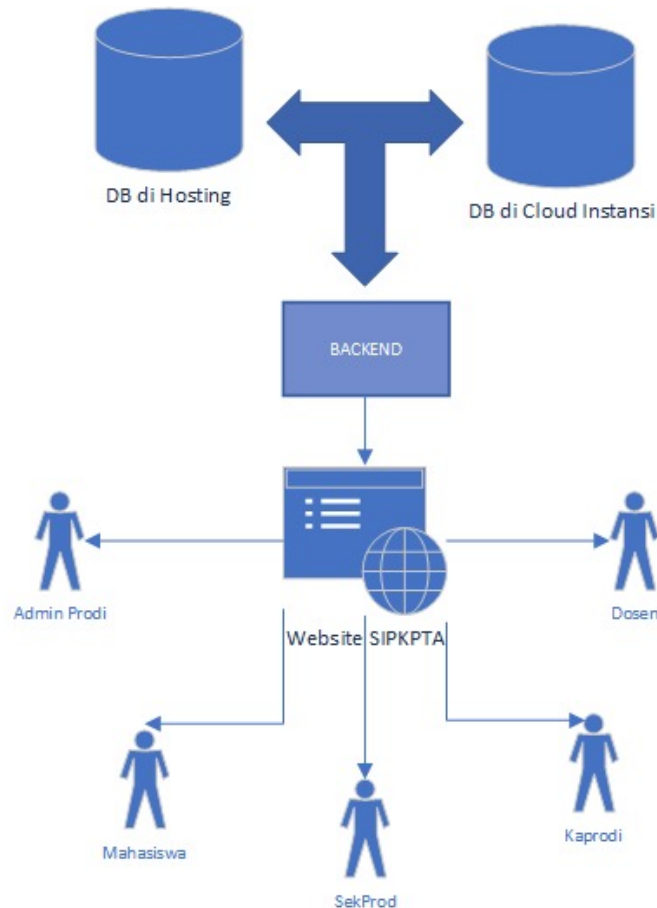 DB di Hosting
DB di Cloud Instansi
BACKEND
Admin Prodi
Dosen
Website SIPKPTA
Mahasiswa
Kaprodi
SekProd